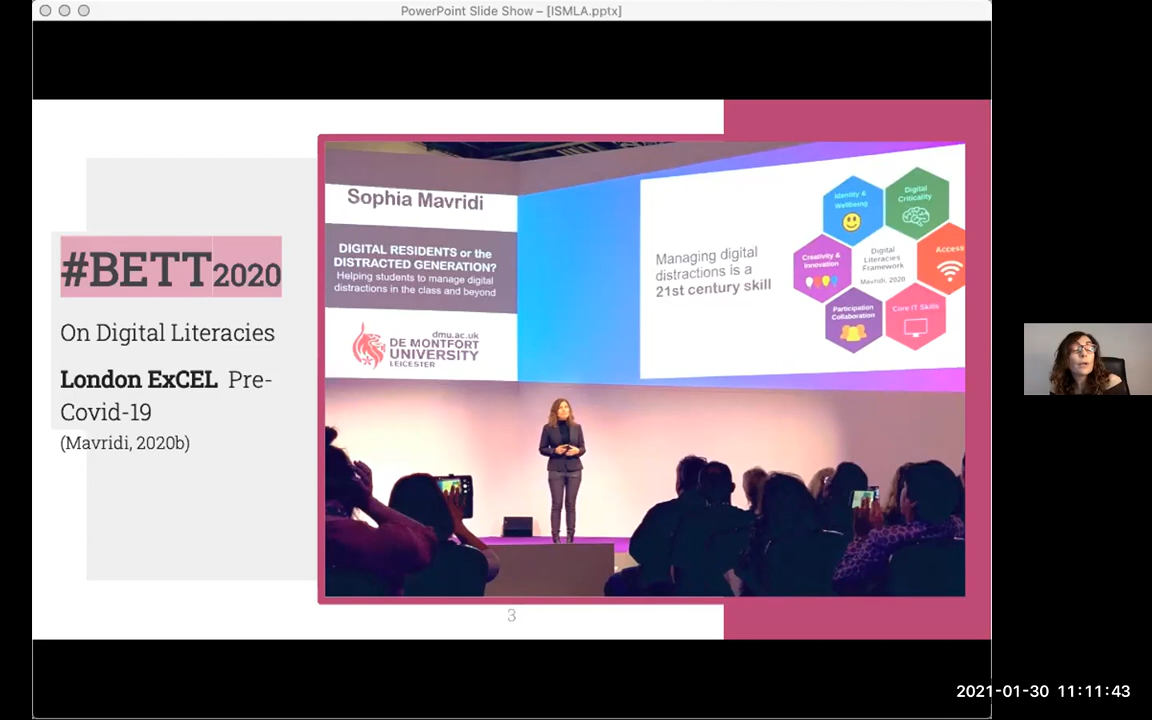 PowerPoint Slide Show – [ISMLA.pptx]
#BETT2020
On Digital Literacies
London ExCEL Pre-
Covid-19
(Mavridi, 2020b)
Sophia Mavridi
DIGITAL RESIDENTS or the
DISTRACTED GENERATION?
Helping students to manage digital
distractions in the class and beyond
dmu.ac.uk
DE MONTFORT
UNIVERSITY
LEICESTER
Managing digital
distractions is a
21st century skill
Identity &
Wellbeing
Digital
Criticality
Creativity &
Innovation
Digital
Literacies
Framework
Mavridi, 2020
Access
Participation
Collaboration
Core IT Skills
3
2021-01-30 11:11:43